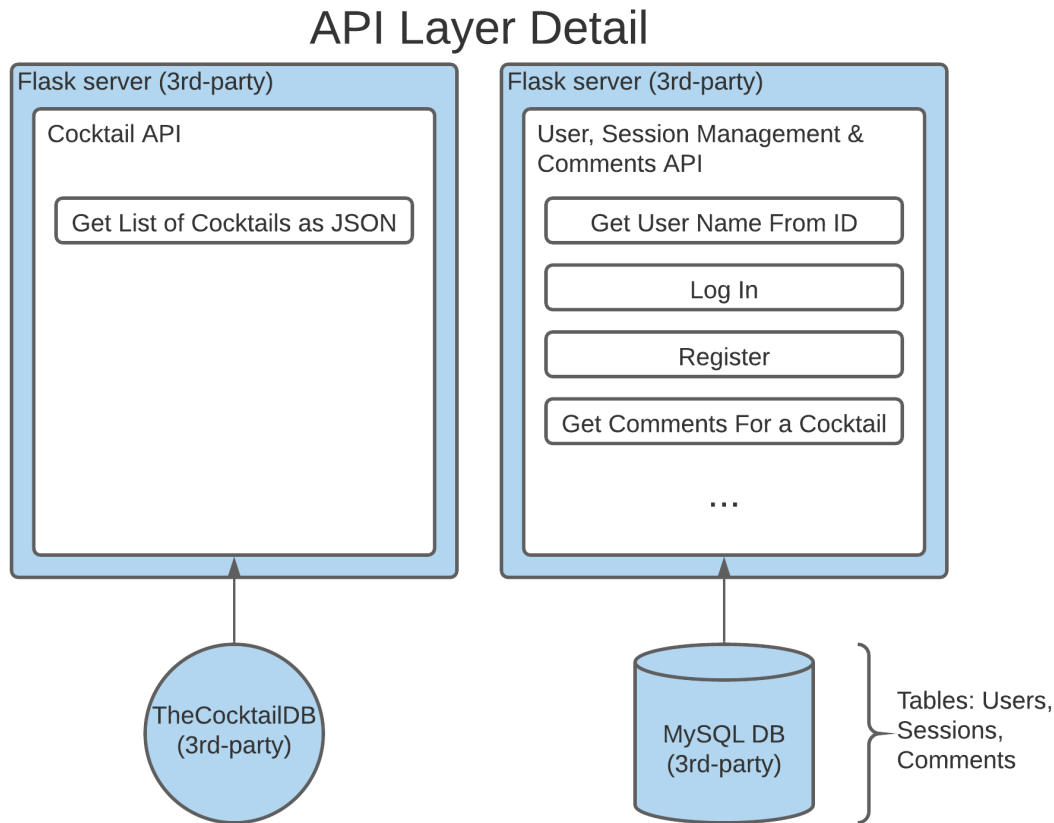 API Layer Detail
Flask server (3rd-party)
Cocktail API
Get List of Cocktails as JSON
TheCocktailDB
(3rd-party)
Flask server (3rd-party)
User, Session Management &
Comments API
Get User Name From ID
Log In
Register
Get Comments For a Cocktail
...
MySQL DB
(3rd-party)
Tables: Users,
Sessions,
Comments